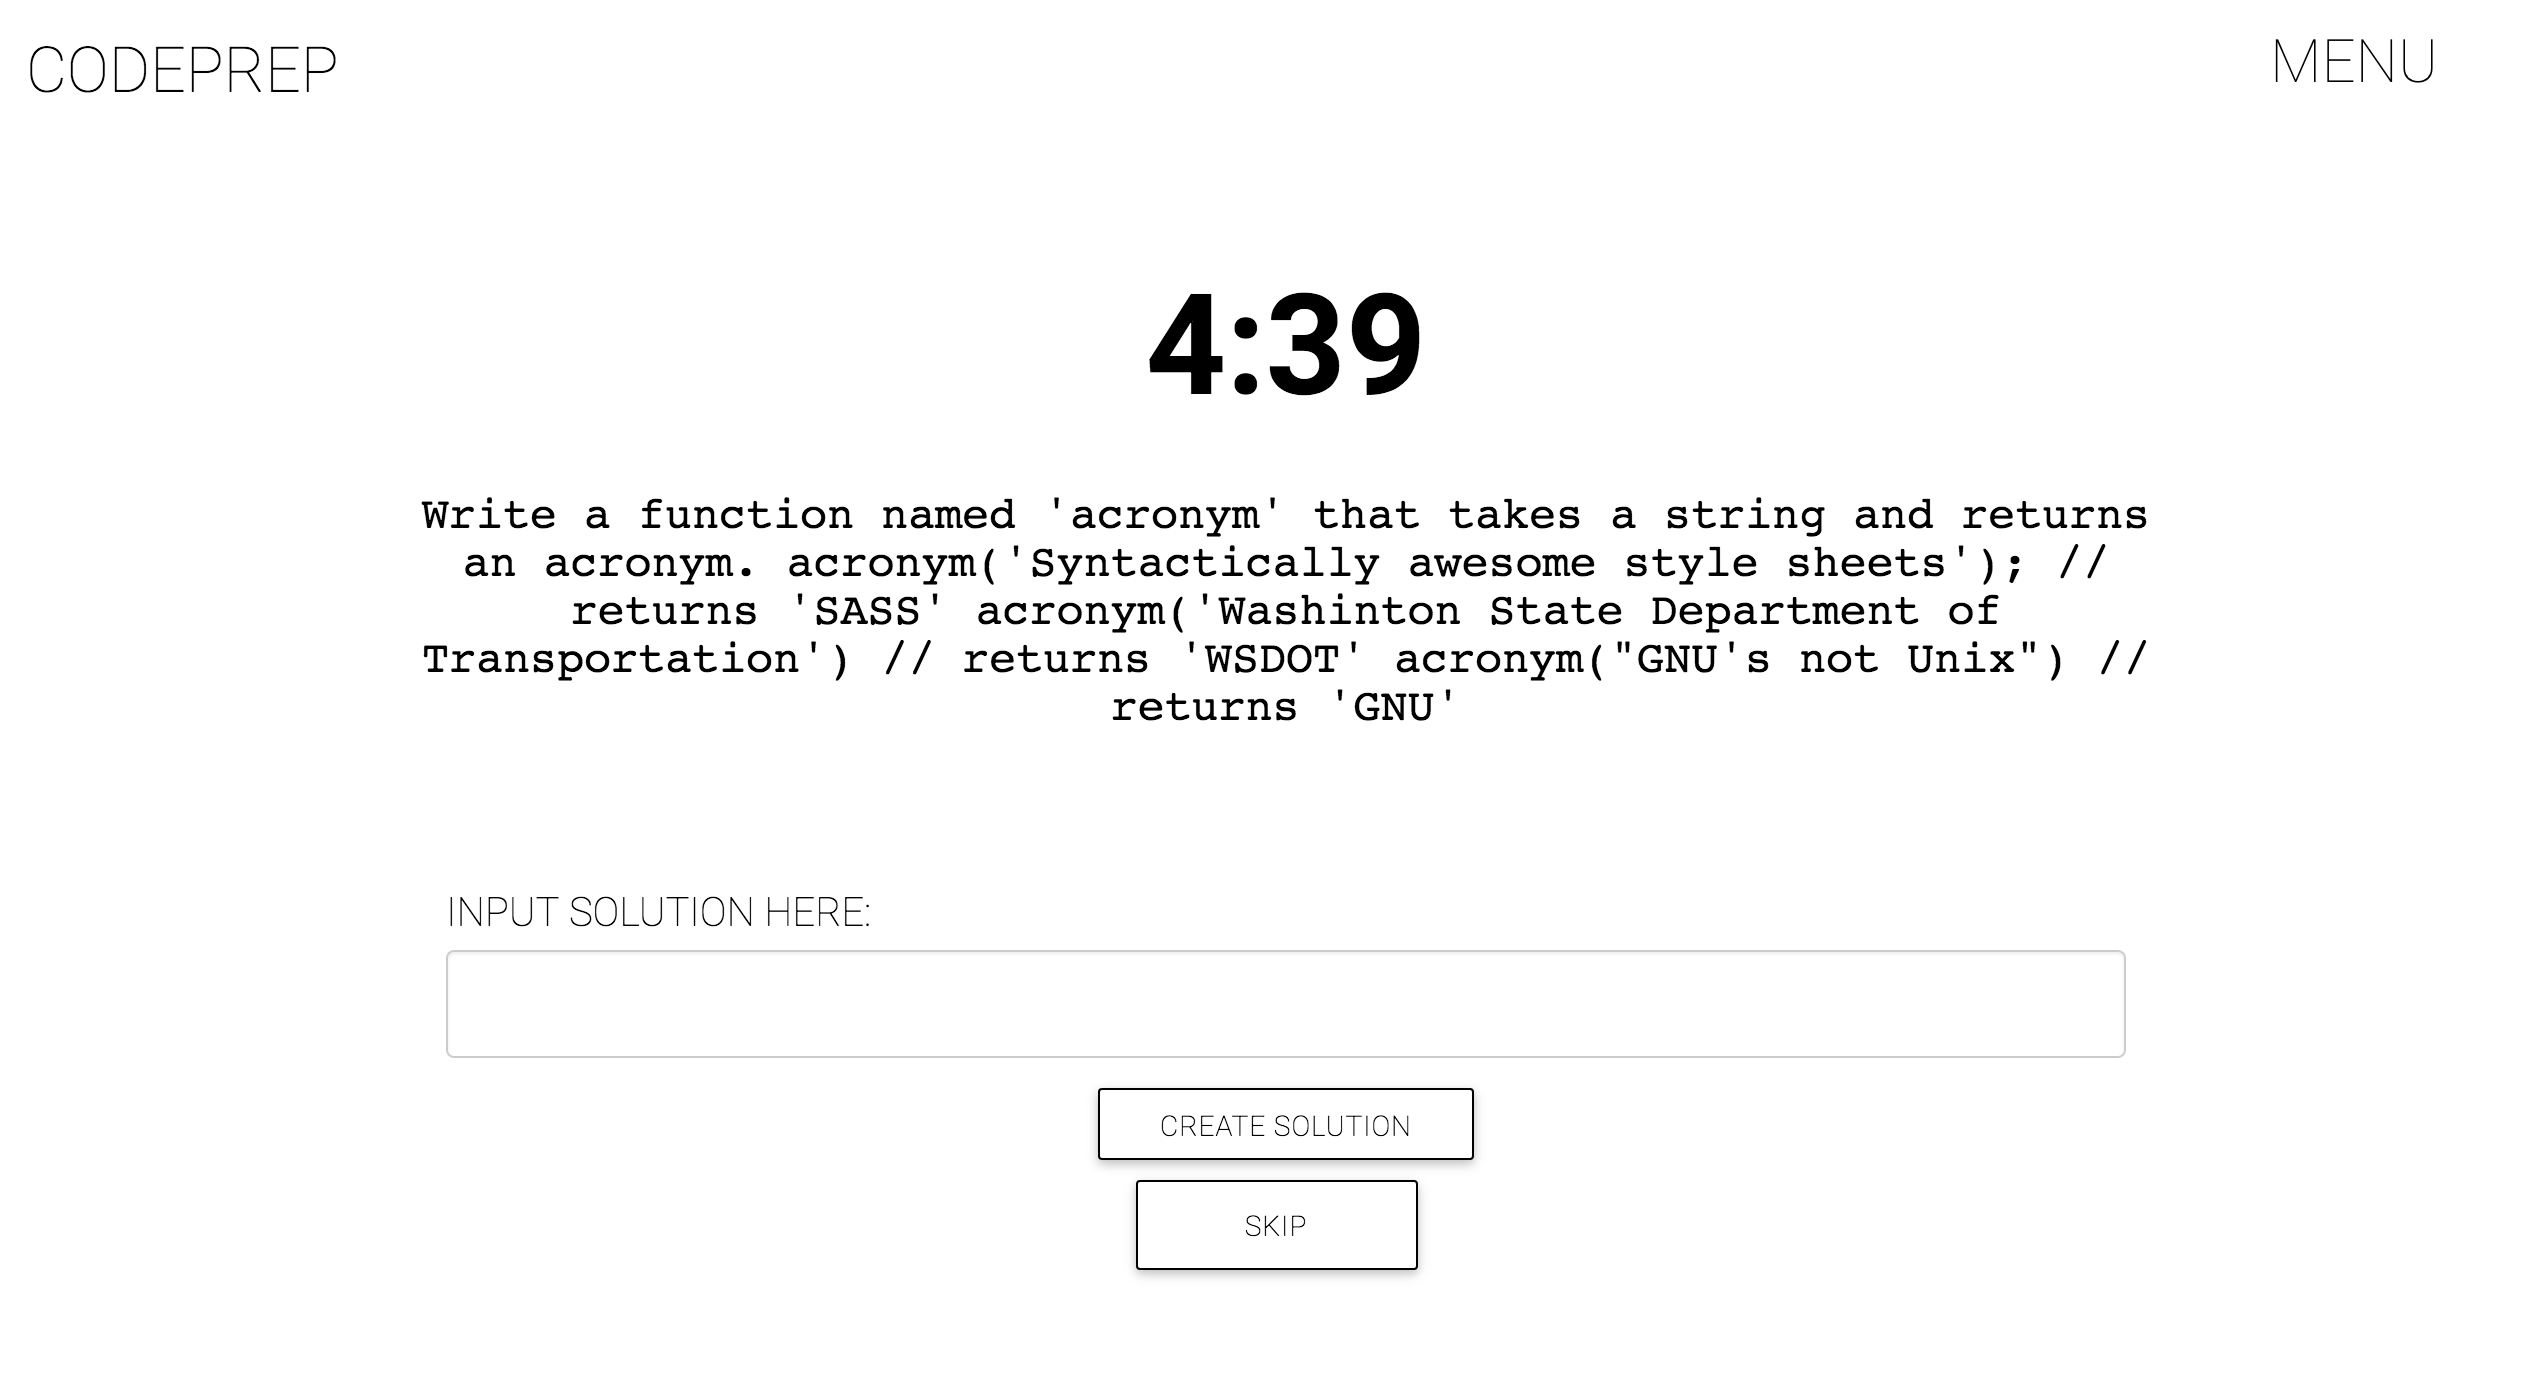 CODEPREP
MENU
4:39
Write a function named 'acronym' that takes a string and returns
an acronym. acronym('Syntactically awesome style sheets'); //
returns 'SASS' acronym('Washinton State Department of
Transportation') // returns 'WSDOT' acronym("GNU's not Unix") //
returns 'GNU'
INPUT SOLUTION HERE:
CREATE SOLUTION
SKIP